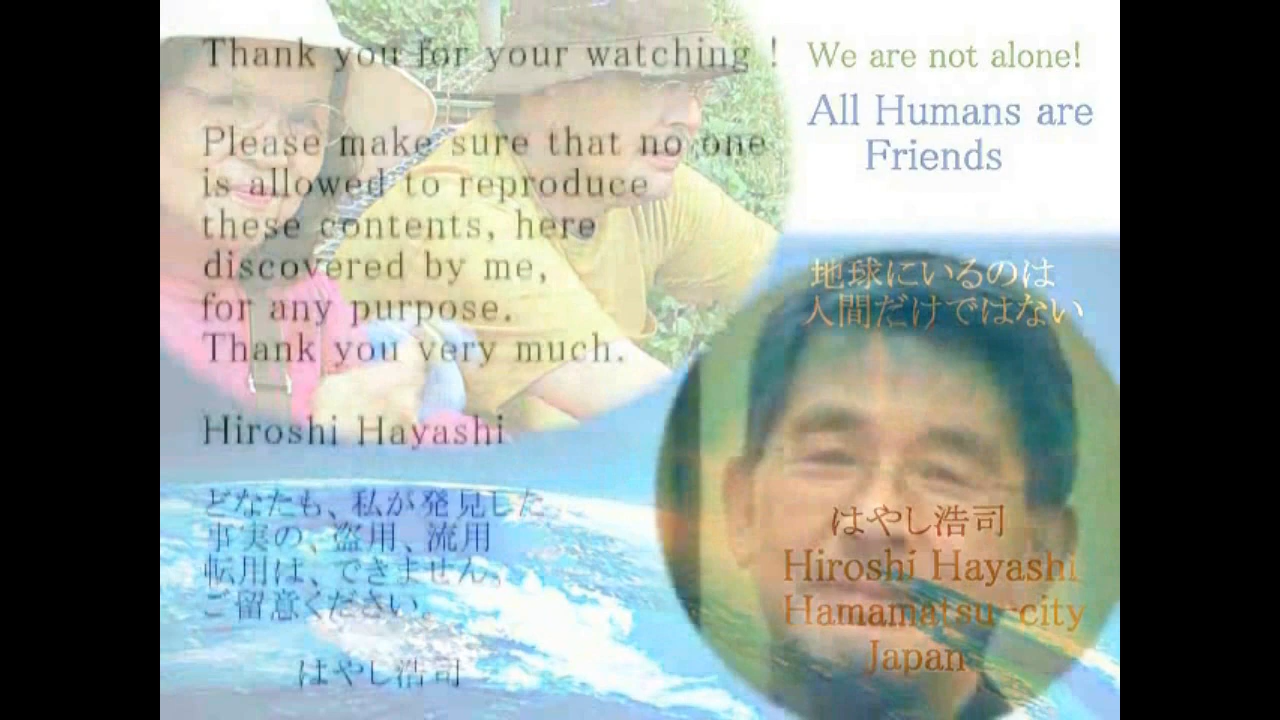 Thank you for your watching !
Please make sure that no one
is allowed to reproduce
these contents, here
discovered by me,
for any purpose.
Thank you very much.
Hiroshi Hayashi
どなたも、私が発見した
事実の、盗用、流用
転用は、できません。
ご留意ください。
はやし浩司
We are not alone!
All Humans are
Friends
地球にいるのは
人間だけではない
はやし浩司
Hiroshi Hayashi
Hamamatsu-city
Japan